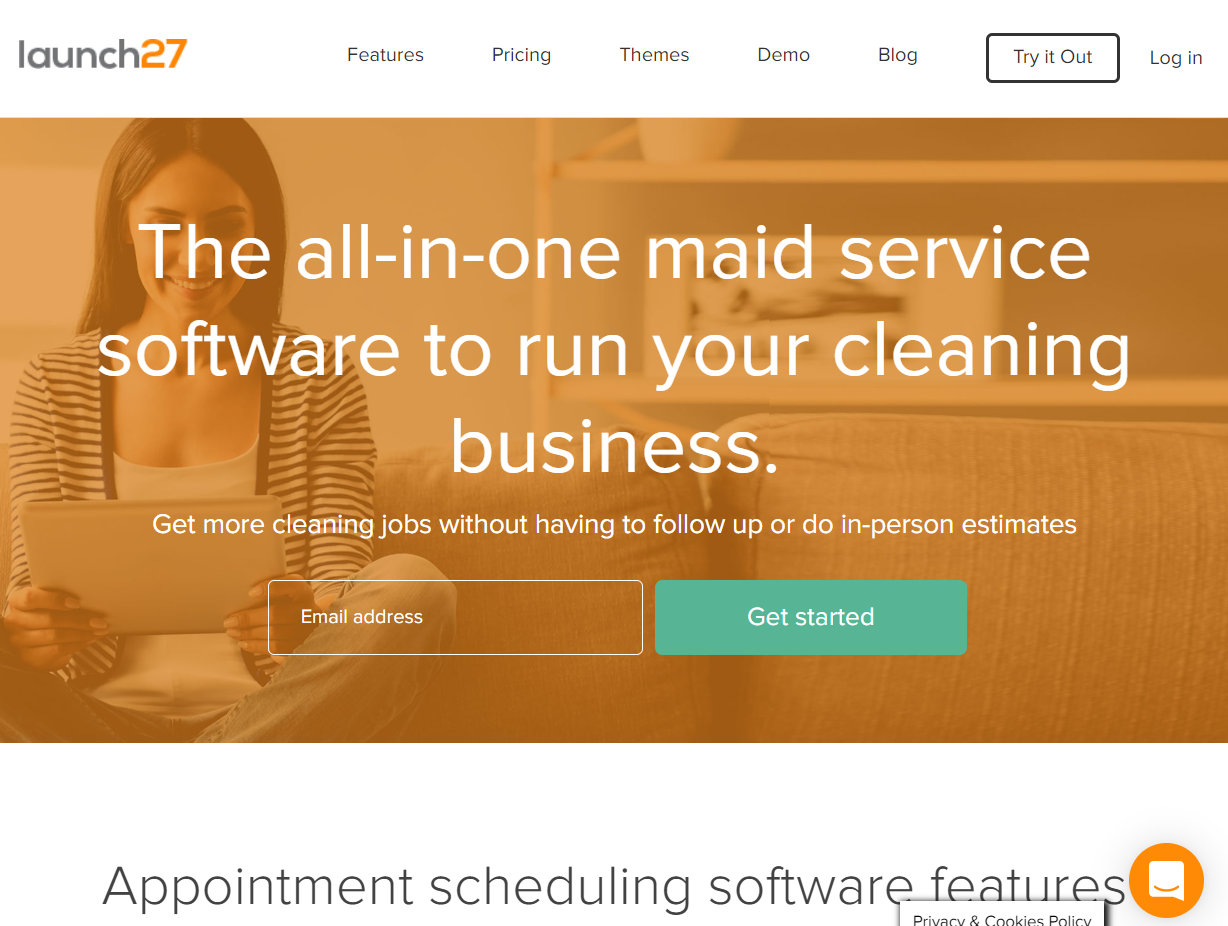 launch27
Features
Pricing
Themes
Demo
Blog
Try it Out
Log in
The all-in-one maid service
software to run your cleaning
business.
Get more cleaning jobs without having to follow up or do in-person estimates
Email address
Get started
Appointment scheduling software features
Privacy & Cookies Policy